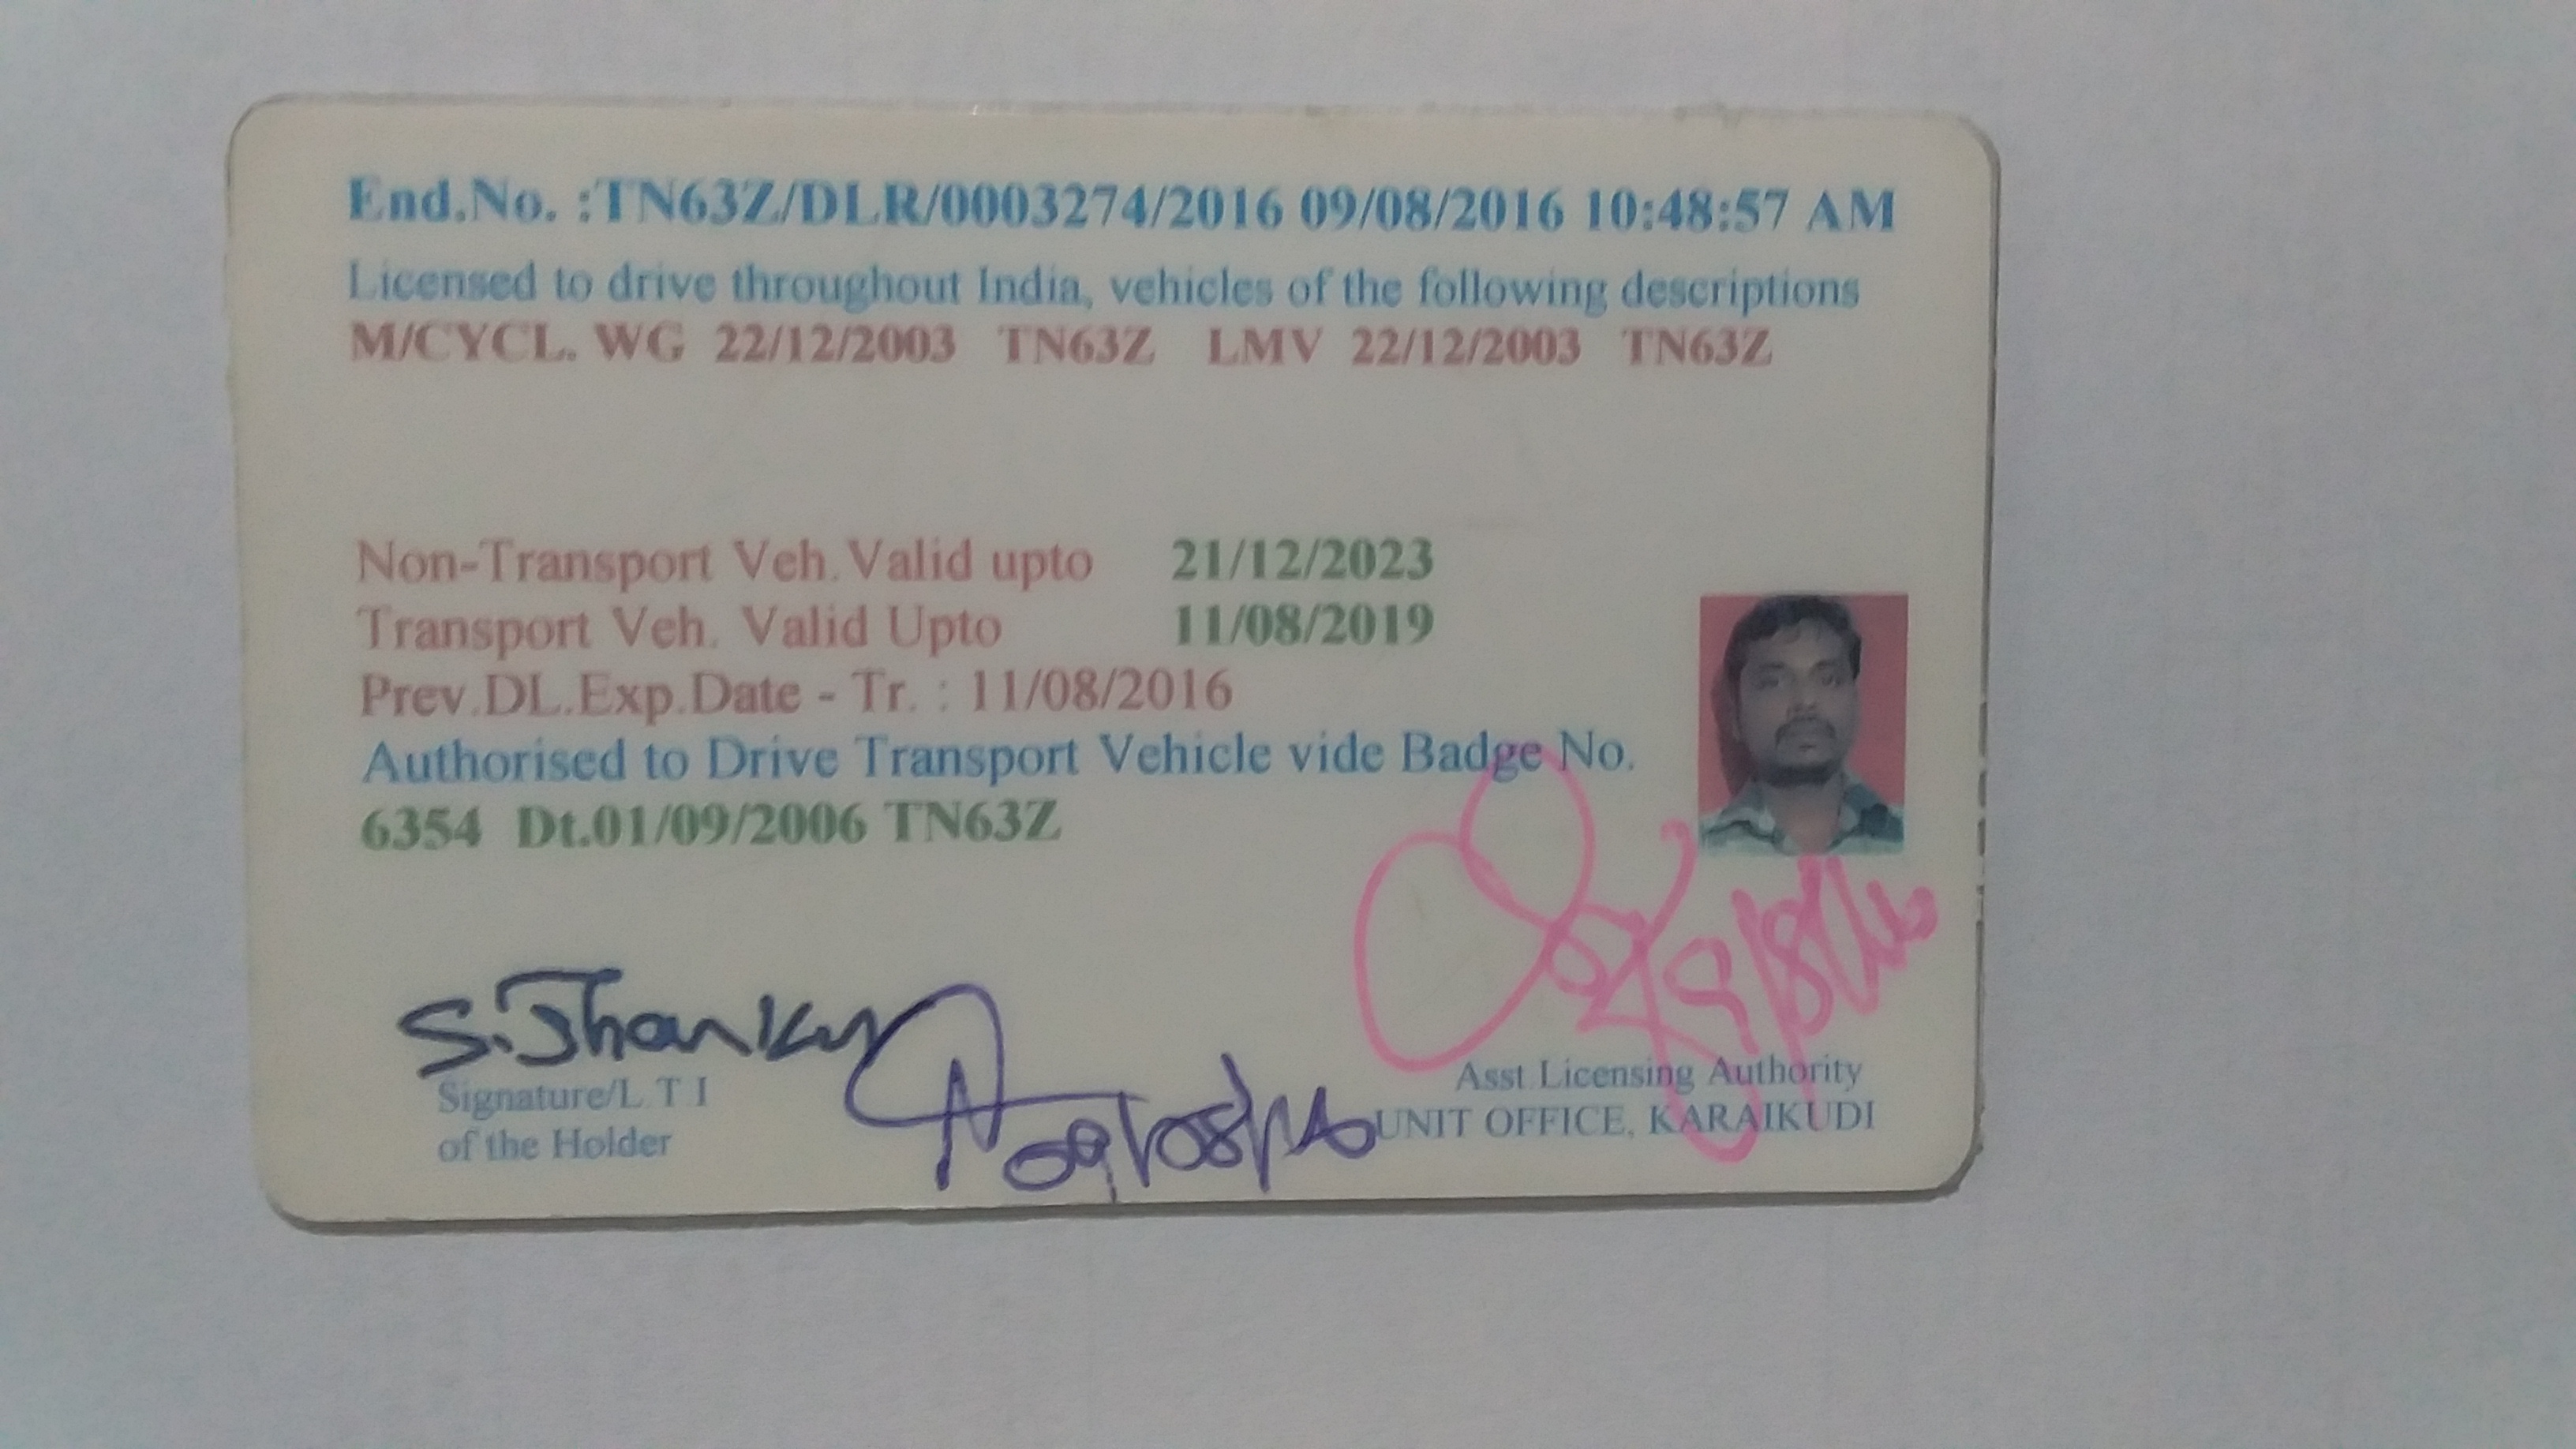 End.No. :TN63Z/DLR/0003274/2016 09/08/2016 10:48:57 AM
Licensed to drive throughout India, vehicles of the following descriptions
M/CYCL. WG 22/12/2003 TN63Z LMV 22/12/2003 TN63Z
Non-Transport Veh.Valid upto 21/12/2023
Transport Veh. Valid Upto 11/08/2019
Prev.DL.Exp.Date - Tr. : 11/08/2016
Authorised to Drive Transport Vehicle vide Badge No.
6354 Dt.01/09/2006 TN63Z
Signature/L T I
of the Holder
09/08/16
Asst.Licensing Authority
UNIT OFFICE, KARAIKUDI